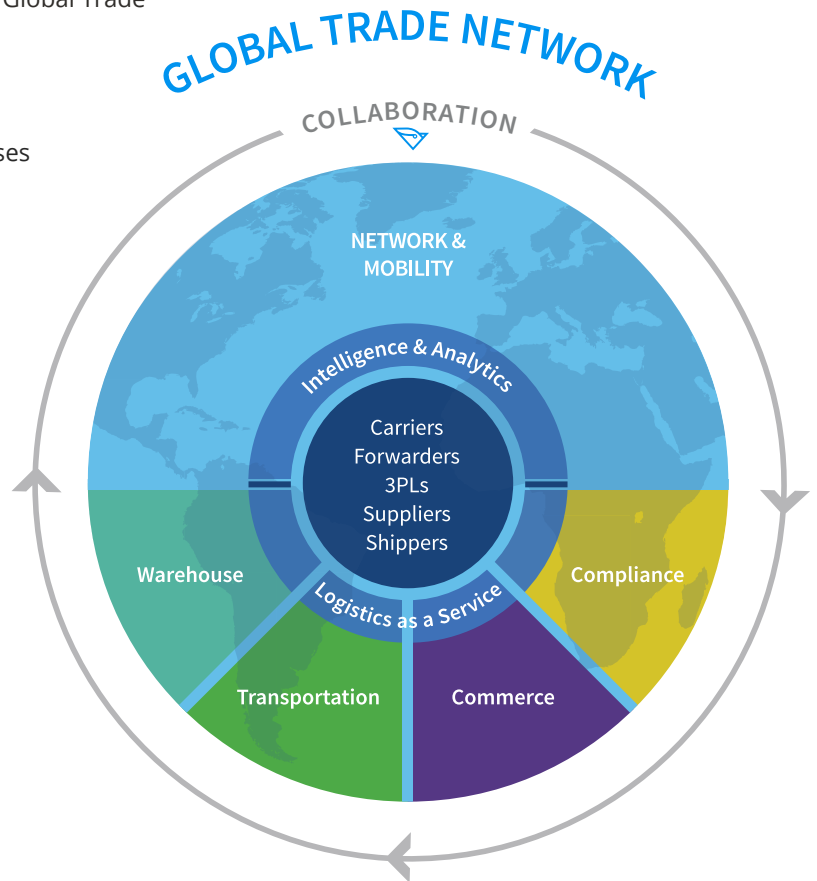 Global Trade
GLOBAL TRADE NETWORK
COLLABORATION
ses
NETWORK &
MOBILITY
Intelligence & Analytics
Carriers
Forwarders
3PLs
Suppliers
Shippers
Warehouse
Compliance
Logistics as a Service
Transportation
Commerce